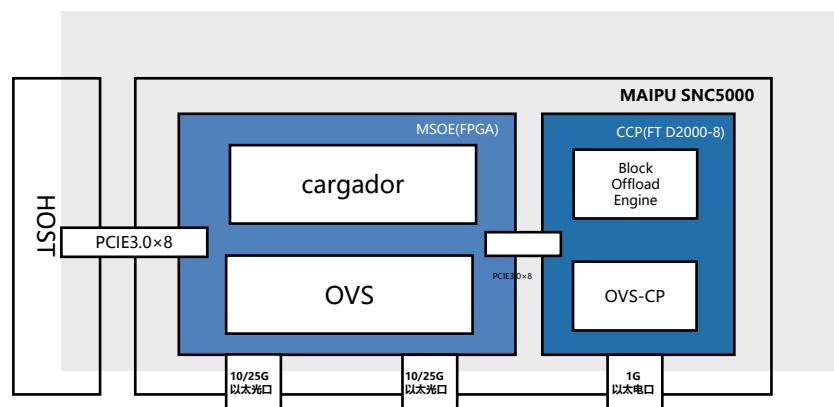 MAIPU SNC5000
MSOE(FPGA)
CCP(FT D2000-8)
cargador
Block
Offload
Engine
HOST
PCIE3.0×8
PCIE3.0×8
OVS
OVS-CP
10/25G
以太光口
10/25G
以太光口
1G
以太电口